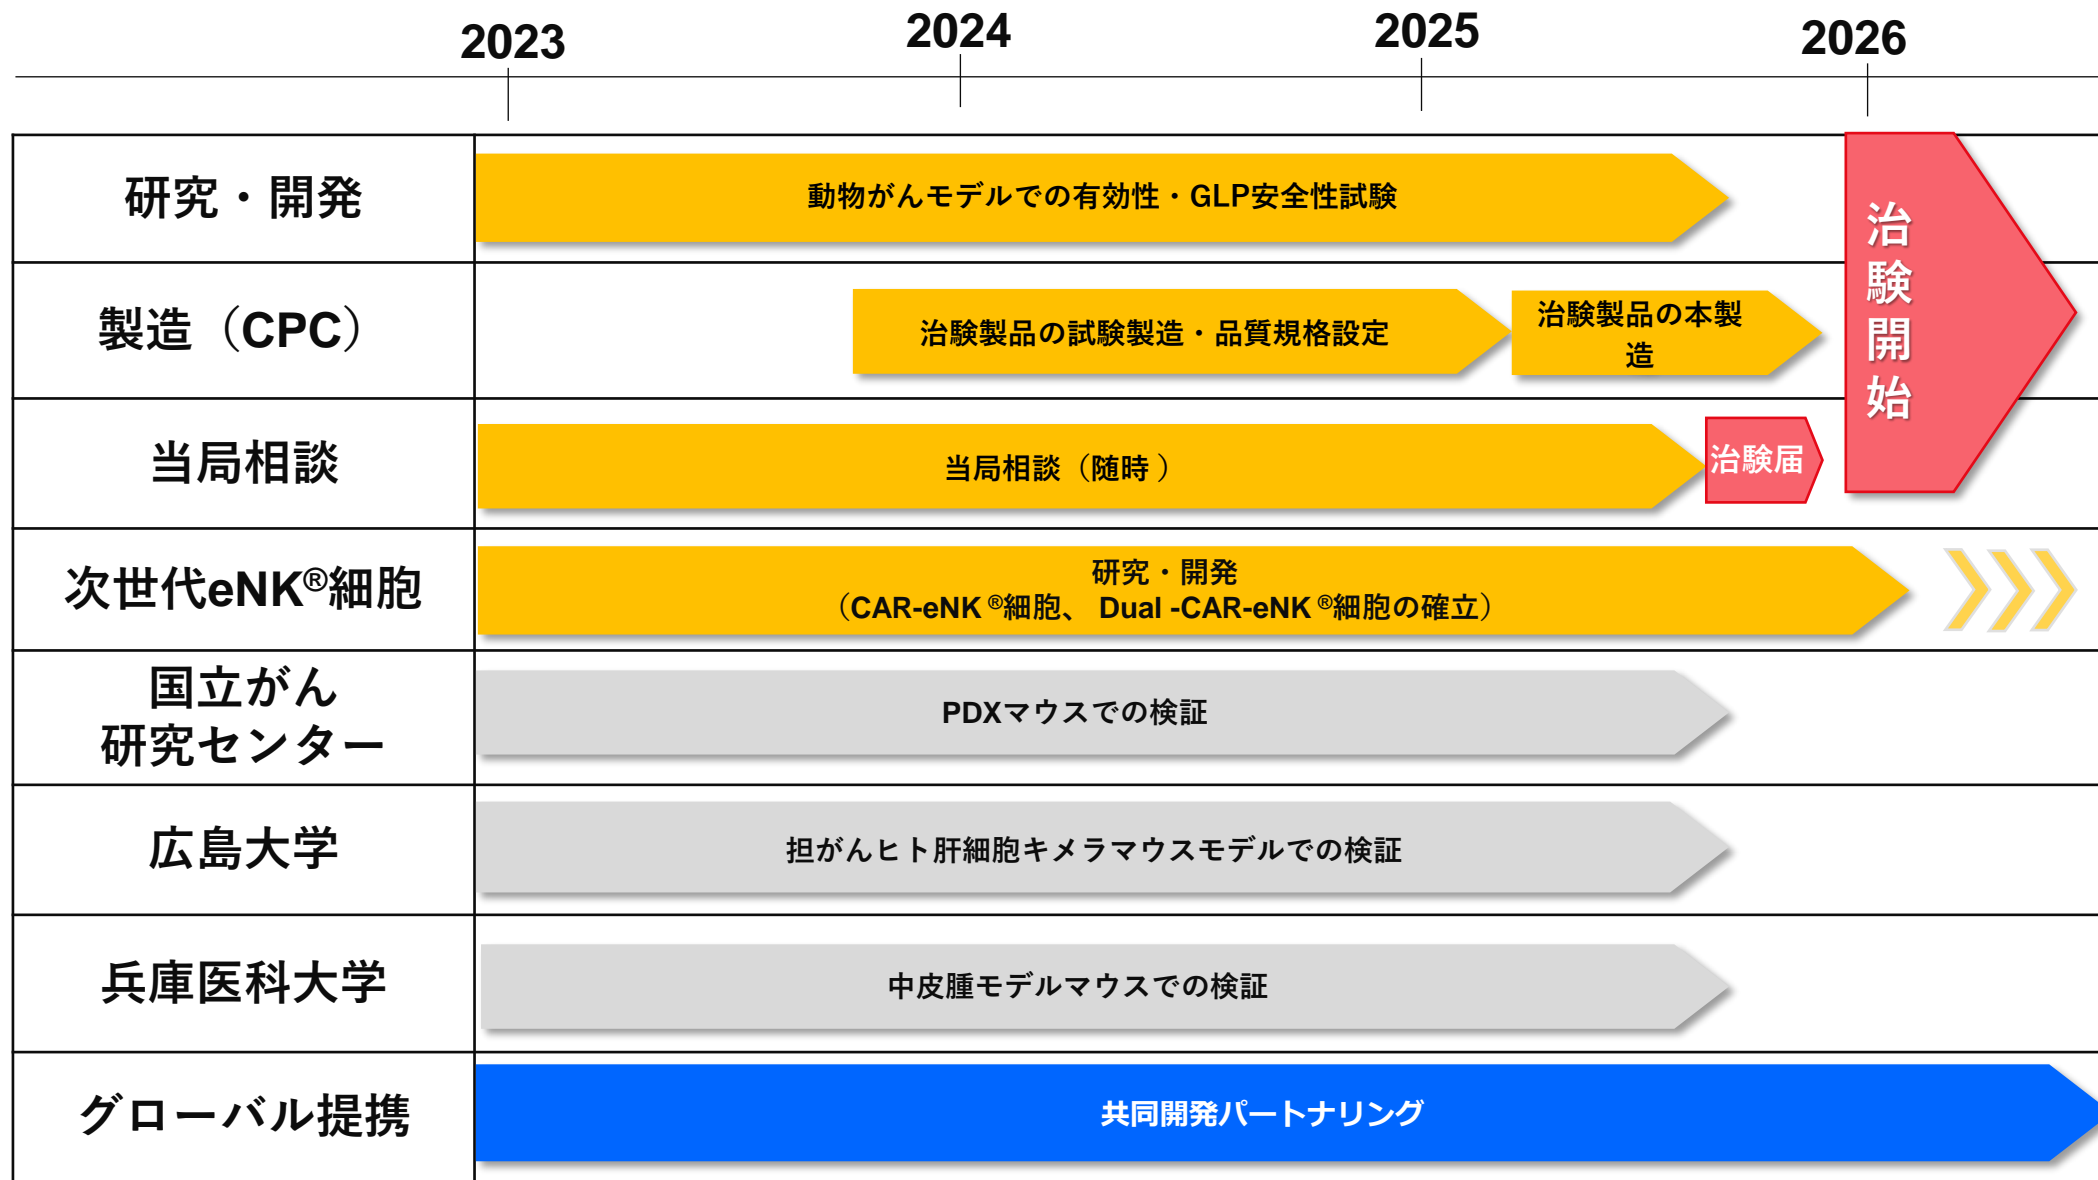 2023
2024
2025
2026
研究・開発
動物がんモデルでの有効性・GLP安全性試験
治
験
開
始
製造（CPC）
治験製品の試験製造・品質規格設定
治験製品の本製
造
当局相談
当局相談（随時）
治験届
次世代eNK®細胞
研究・開発
（CAR-eNK ®細胞、 Dual -CAR-eNK ®細胞の確立）
国立がん
研究センター
PDXマウスでの検証
広島大学
担がんヒト肝細胞キメラマウスモデルでの検証
兵庫医科大学
中皮腫モデルマウスでの検証
グローバル提携
共同開発パートナリング